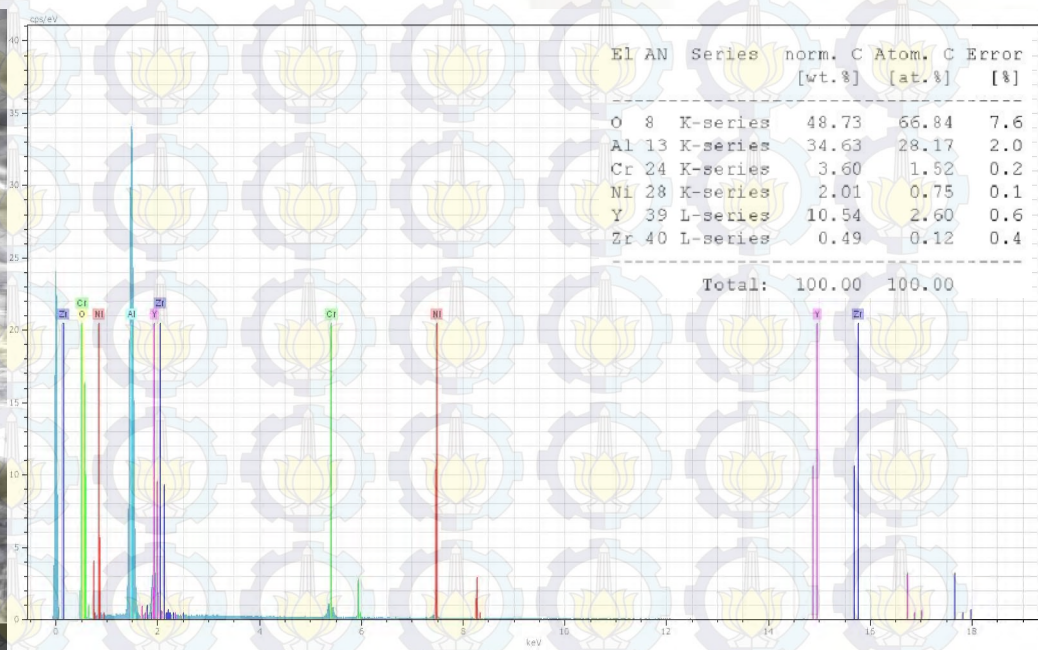 cps/eV
El AN Series norm. C Atom. C Error
[wt.%] [at.%] [%]
O 8 K-series 48.73 66.84 7.6
Al 13 K-series 34.63 28.17 2.0
Cr 24 K-series 3.60 1.52 0.2
Ni 28 K-series 2.01 0.75 0.1
Y 39 L-series 10.54 2.60 0.6
Zr 40 L-series 0.49 0.12 0.4
Total: 100.00 100.00
40
35
30
25
20
15
10
5
0
Cr Zr
Zr O Ni Al Y Cr Ni Y Zr
0 2 4 6 8 10 12 14 16 18
keV